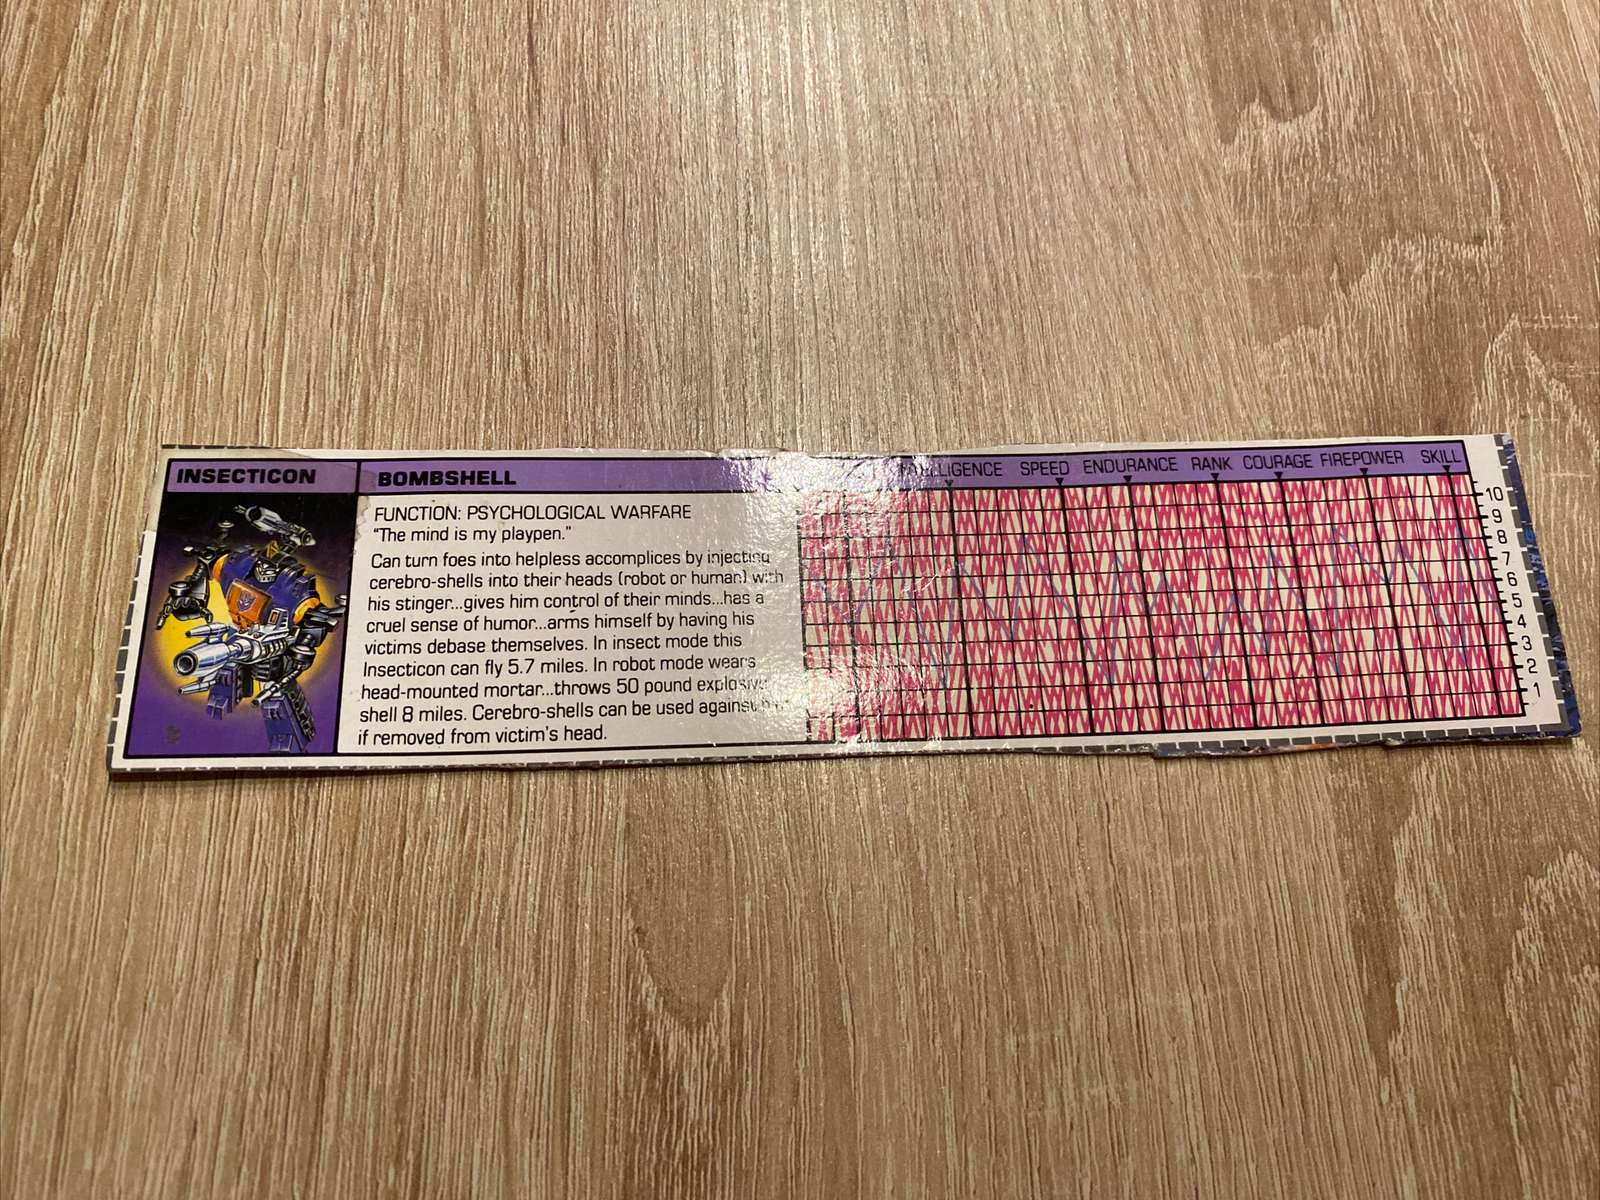 INSECTICON
BOMBSHELL
STRENGTH INTELLIGENCE SPEED ENDURANCE RANK COURAGE FIREPOWER SKILL
FUNCTION: PSYCHOLOGICAL WARFARE
"The mind is my playpen."
Can turn foes into helpless accomplices by injecting
cerebro-shells into their heads (robot or human) with
his stinger...gives him control of their minds...has a
cruel sense of humor...arms himself by having his
victims debase themselves. In insect mode this
Insecticon can fly 5.7 miles. In robot mode wears
head-mounted mortar...throws 50 pound explosive
shell 8 miles. Cerebro-shells can be used against
if removed from victim's head.
10
9
8
7
6
5
4
3
2
1